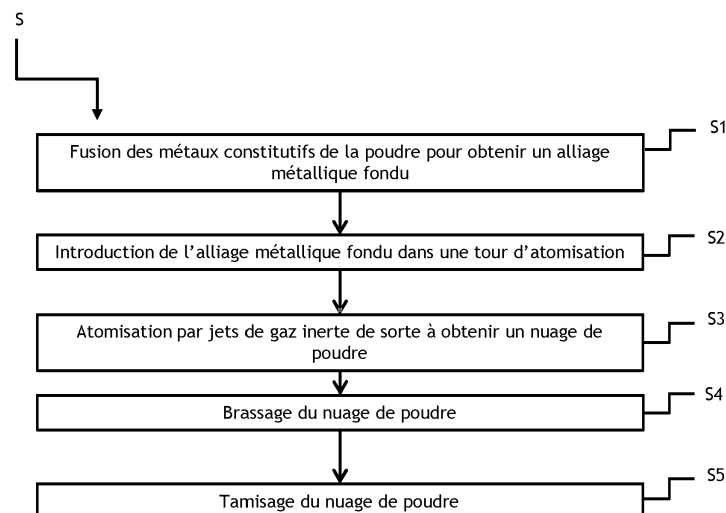 S
S1
Fusion des métaux constitutifs de la poudre pour obtenir un alliage
métallique fondu
S2
Introduction de l'alliage métallique fondu dans une tour d'atomisation
S3
Atomisation par jets de gaz inerte de sorte à obtenir un nuage de
poudre
S4
Brassage du nuage de poudre
S5
Tamisage du nuage de poudre